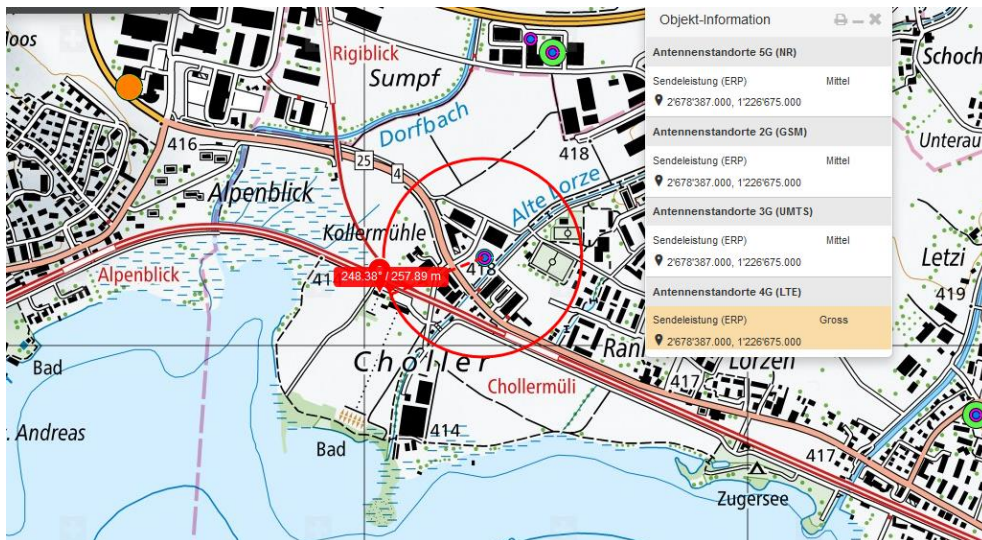 Objekt-Information
Antennenstandorte 5G (NR)
Sendeleistung (ERP) Mittel
2'678'387.000, 1'226'675.000
Antennenstandorte 2G (GSM)
Sendeleistung (ERP) Mittel
2'678'387.000, 1'226'675.000
Antennenstandorte 3G (UMTS)
Sendeleistung (ERP) Mittel
2'678'387.000, 1'226'675.000
Antennenstandorte 4G (LTE)
Sendeleistung (ERP) Gross
2'678'387.000, 1'226'675.000
Rigiblick
Sumpf
Schoch
Dorfbach
416
25
4
418
Unterau
Alpenblick
Alte Lorze
Kollermühle
Letzi
Alpenblick
248.38° / 257.89 m
418
419
Choller
Lorzen
Bad
Chollermüli
417
. Andreas
Bad
414
417
Zugersee